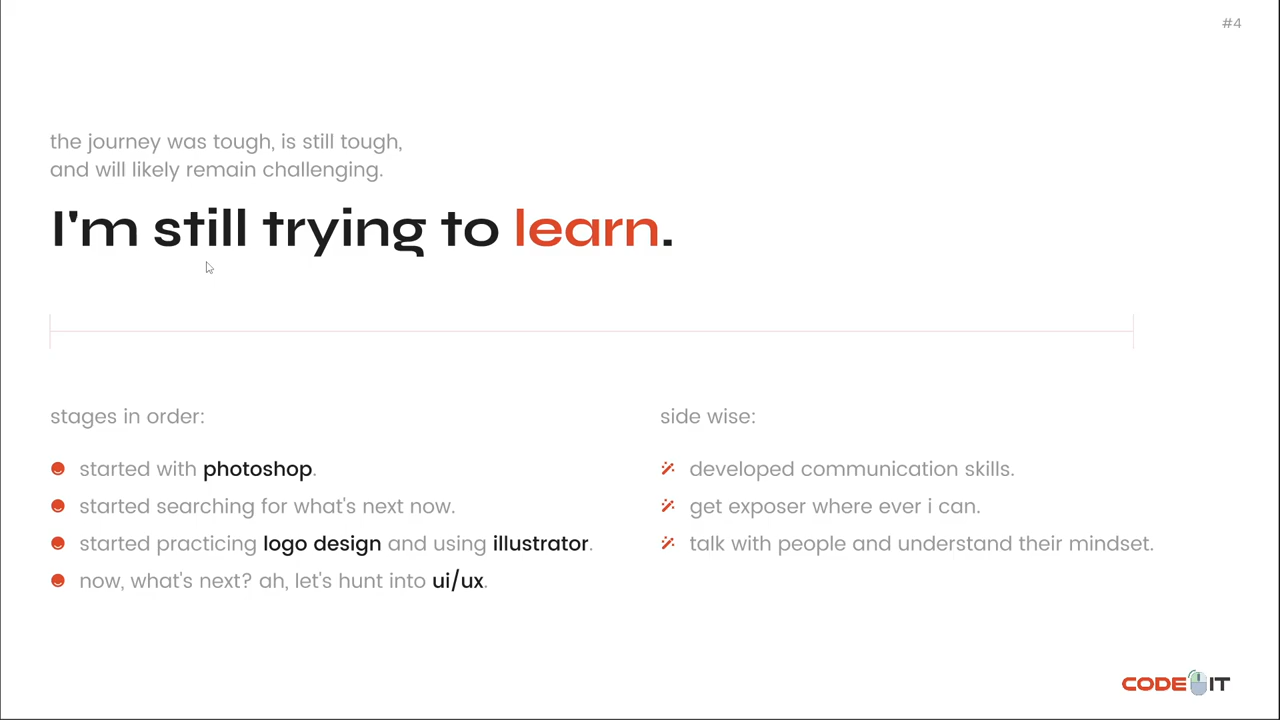 #4
the journey was tough, is still tough,
and will likely remain challenging.
I'm still trying to learn.
stages in order:
started with photoshop.
started searching for what's next now.
started practicing logo design and using illustrator.
now, what's next? ah, let's hunt into ui/ux.
side wise:
developed communication skills.
get exposer where ever i can.
talk with people and understand their mindset.
CODE IT